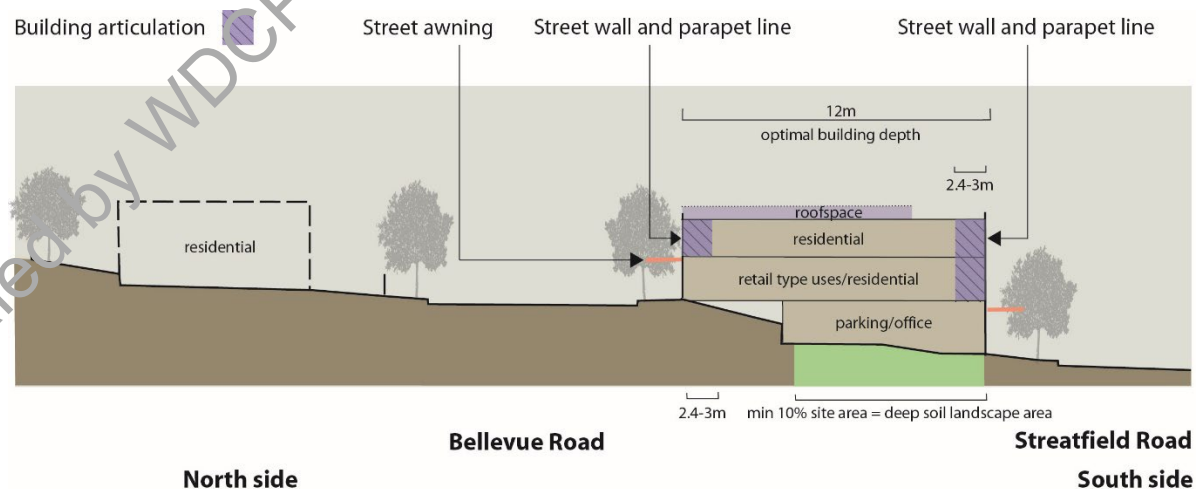 Building articulation
Street awning
Street wall and parapet line
Street wall and parapet line
12m
optimal building depth
2.4-3m
roofspace
residential
residential
retail type uses/residential
parking/office
2.4-3m
min 10% site area = deep soil landscape area
Bellevue Road
Streatfield Road
North side
South side
by WDCP